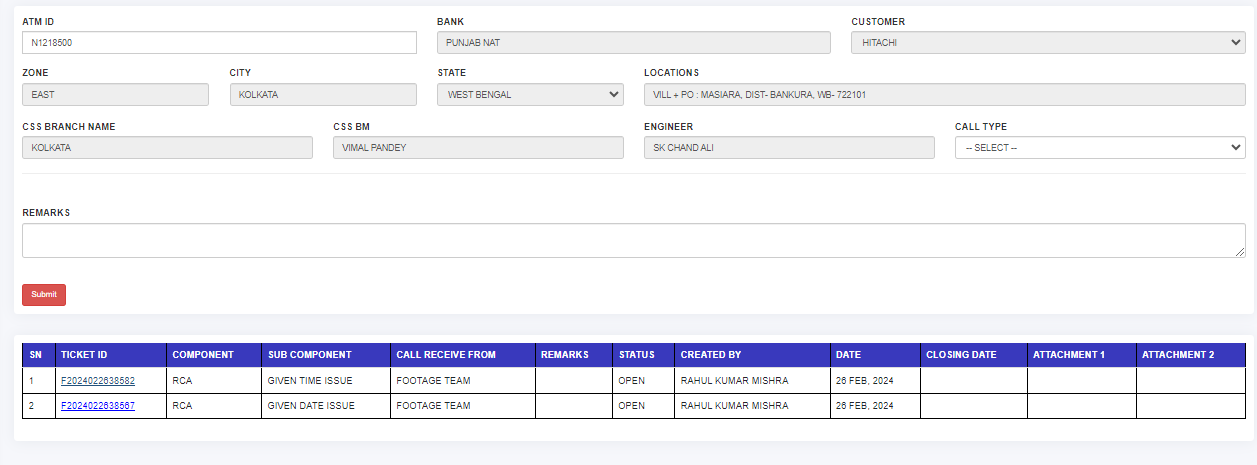 ATM ID BANK CUSTOMER
N1218500 PUNJAB NAT HITACHI
ZONE CITY STATE LOCATIONS
EAST KOLKATA WEST BENGAL VILL + PO : MASIARA, DIST- BANKURA, WB- 722101
CSS BRANCH NAME CSS BM ENGINEER CALL TYPE
KOLKATA VIMAL PANDEY SK CHAND ALI -- SELECT --
REMARKS
Submit
SN TICKET ID COMPONENT SUB COMPONENT CALL RECEIVE FROM REMARKS STATUS CREATED BY DATE CLOSING DATE ATTACHMENT 1 ATTACHMENT 2
1 F2024022638582 RCA GIVEN TIME ISSUE FOOTAGE TEAM OPEN RAHUL KUMAR MISHRA 26 FEB, 2024
2 F2024022638567 RCA GIVEN DATE ISSUE FOOTAGE TEAM OPEN RAHUL KUMAR MISHRA 26 FEB, 2024